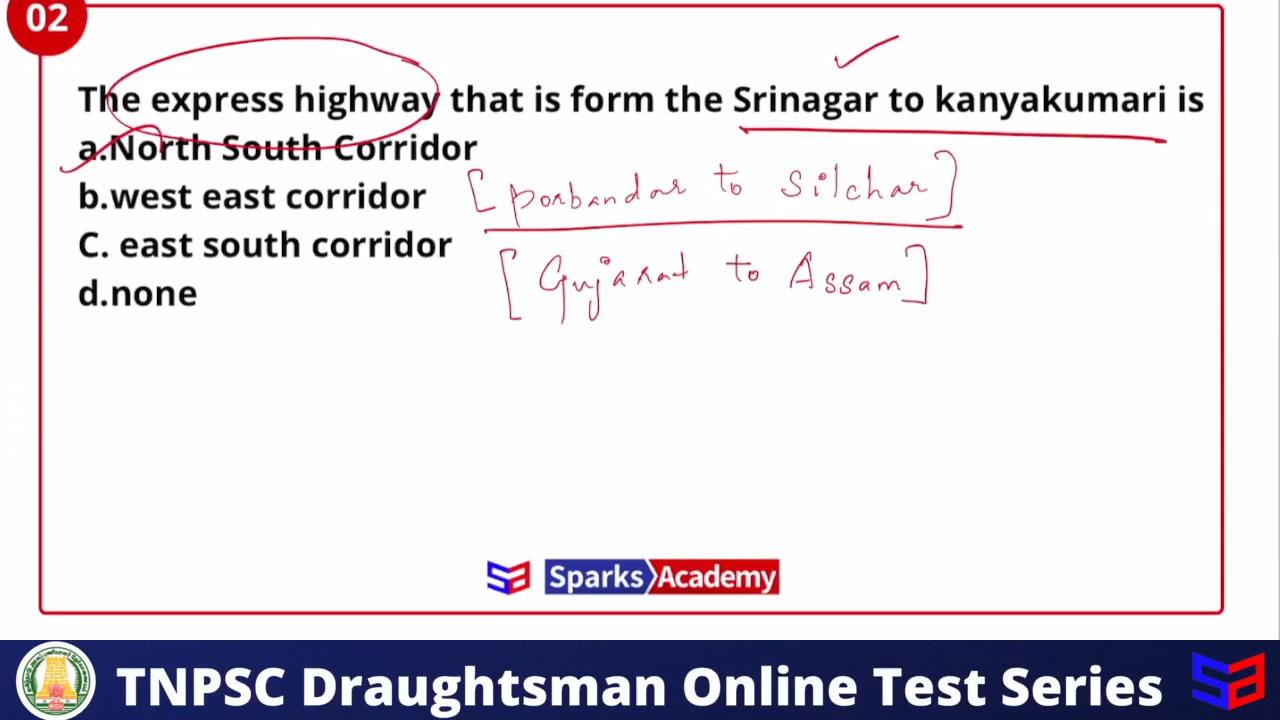 02
The express highway that is form the Srinagar to kanyakumari is
a.North South Corridor
b.west east corridor
[porbandar to Silchar]
C. east south corridor
[Gujarat to Assam]
d.none
Sparks Academy
TNPSC Draughtsman Online Test Series